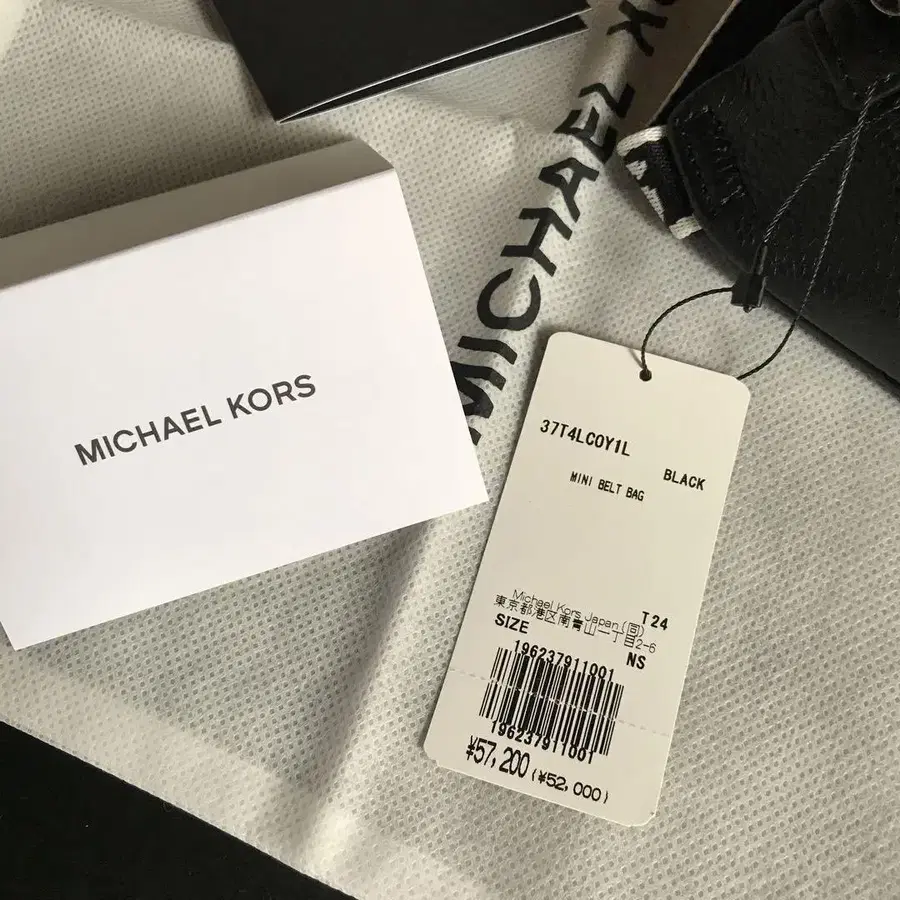 MICHAEL K
MICHAEL KORS
37T4LC0Y1L
BLACK
MINI BELT BAG
Michael Kors Japan (同)
東京都港区南青山一丁目2-6
T24
SIZE
NS
196237911001
196237911001
¥57,200 (¥52,000)